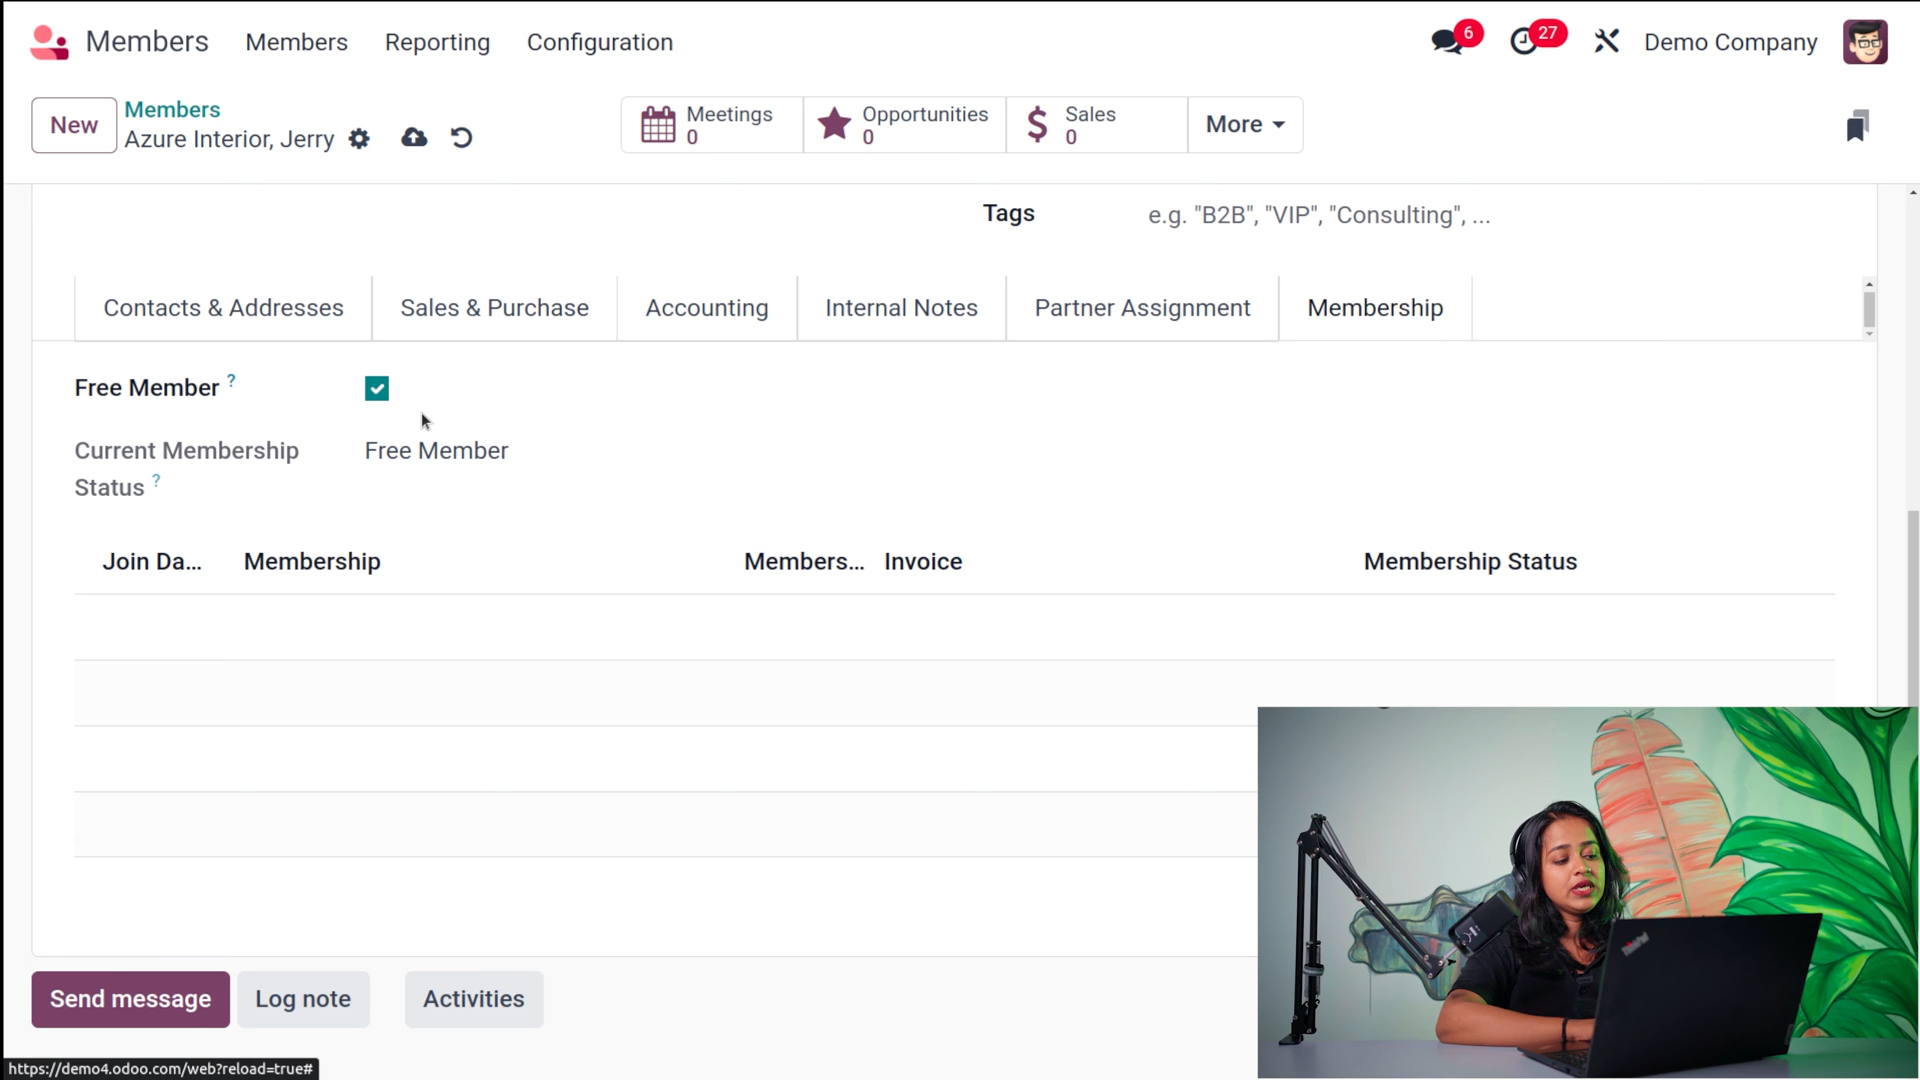 Members
Members
Reporting
Configuration
6
27
Demo Company
New
Members
Azure Interior, Jerry
Meetings
0
Opportunities
0
Sales
0
More
Tags
e.g. "B2B", "VIP", "Consulting", ...
Contacts & Addresses
Sales & Purchase
Accounting
Internal Notes
Partner Assignment
Membership
Free Member ?
Current Membership
Status ?
Free Member
Join Da...
Membership
Members...
Invoice
Membership Status
Send message
Log note
Activities
https://demo4.odoo.com/web?reload=true#
ThinkPad